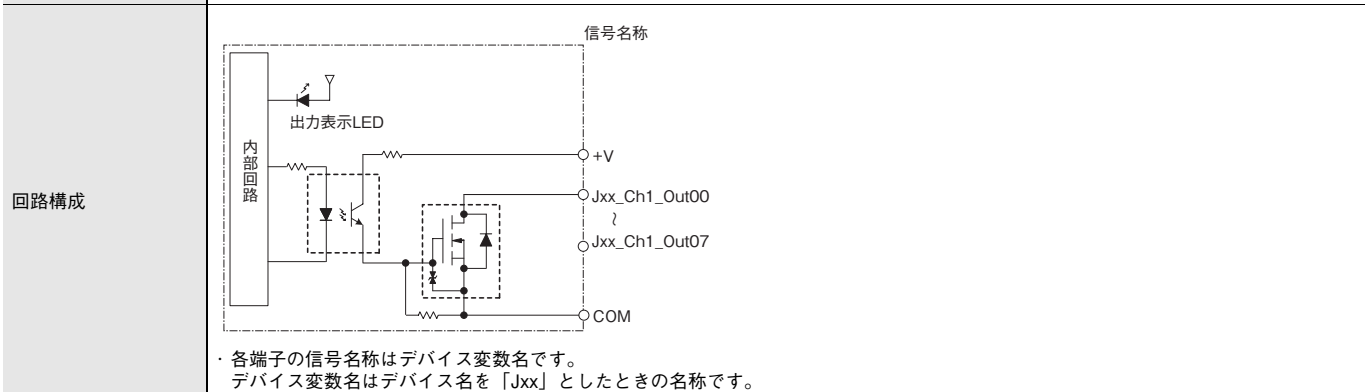 回路構成
信号名称
出力表示LED
内部回路
+V
Jxx_Ch1_Out00
~
Jxx_Ch1_Out07
COM
・各端子の信号名称はデバイス変数名です。
デバイス変数名はデバイス名を「Jxx」としたときの名称です。